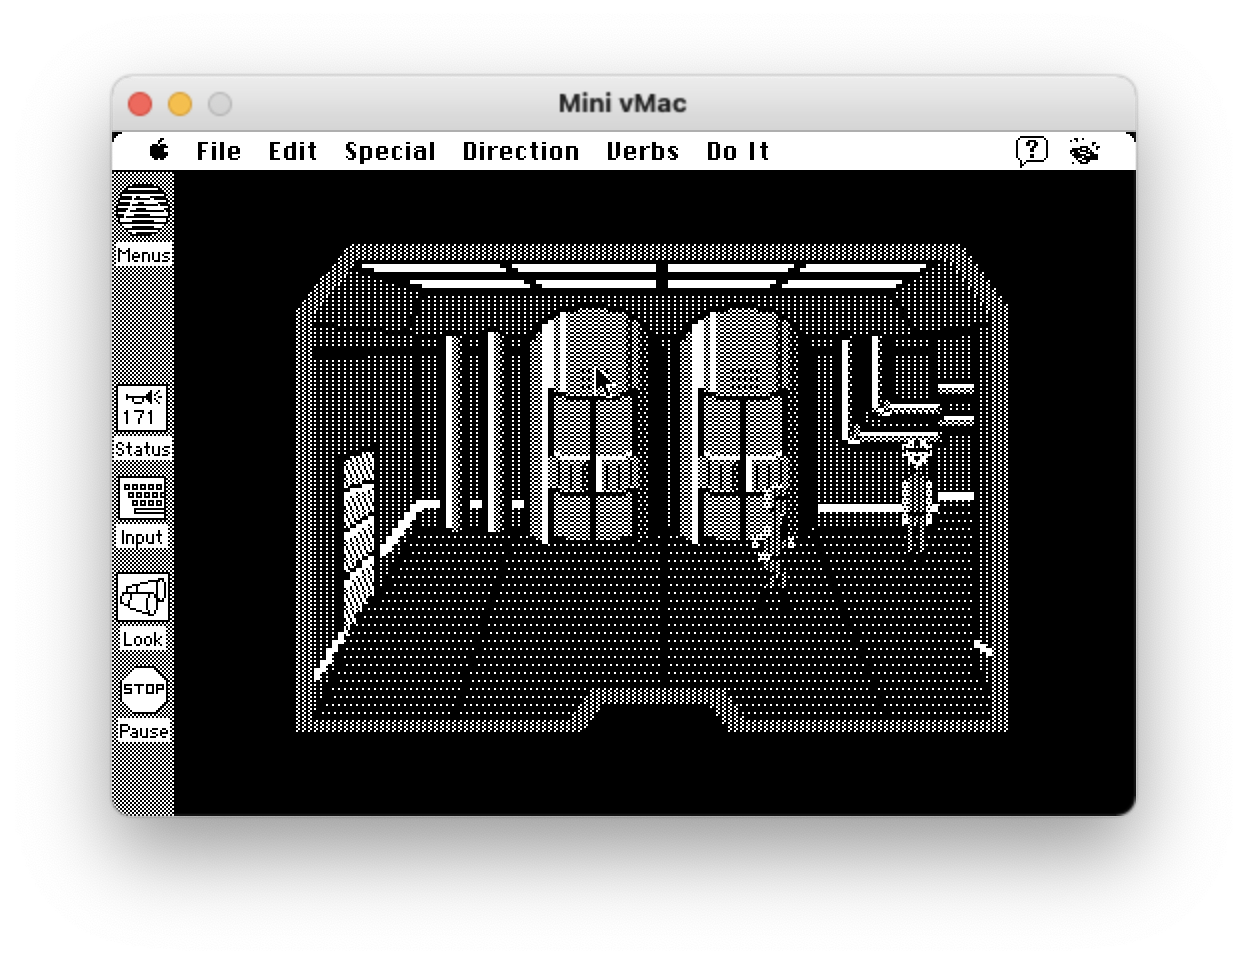 Mini vMac
File Edit Special Direction Verbs Do It ?
Menus
171
Status
Input
Look
STOP
Pause